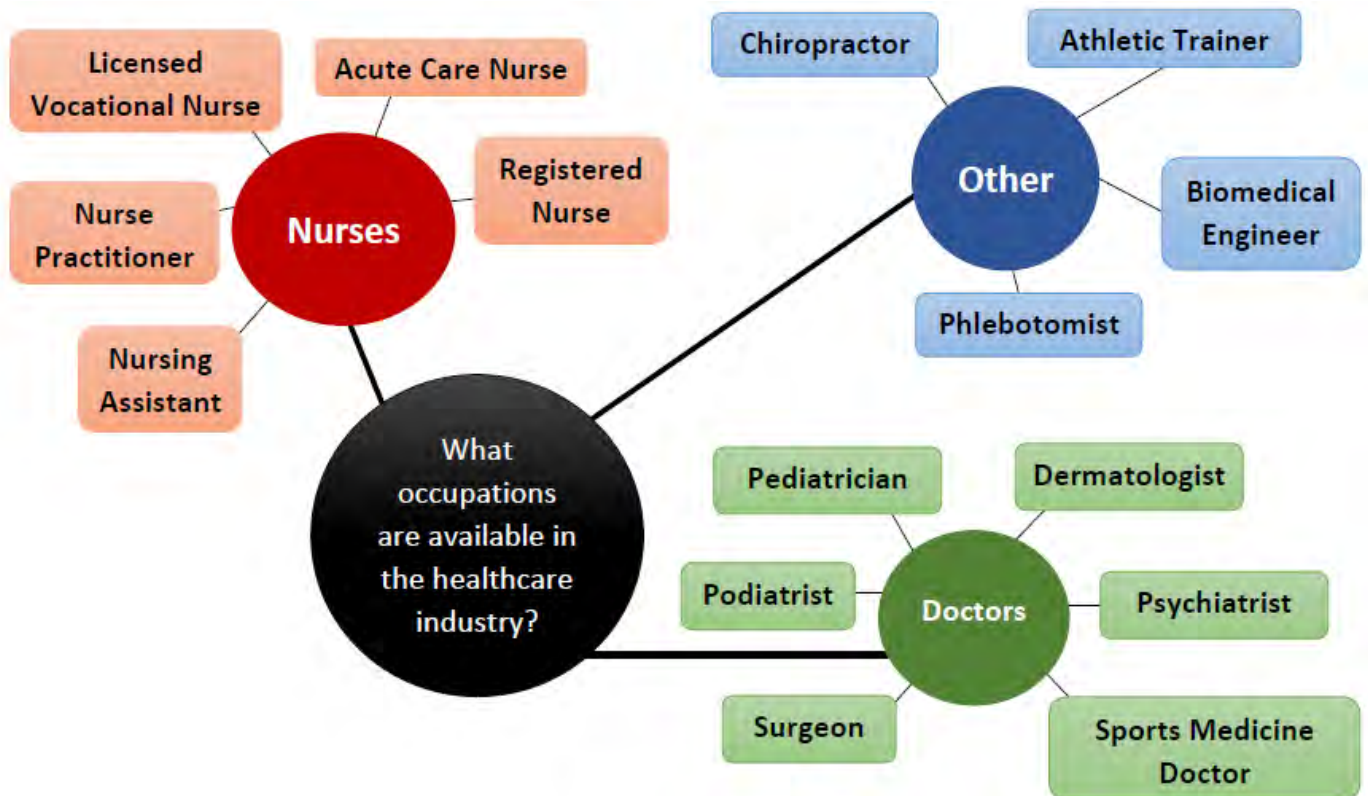 Licensed
Vocational Nurse
Acute Care Nurse
Registered
Nurse
Nurse
Practitioner
Nursing
Assistant
Nurses
Chiropractor
Athletic Trainer
Biomedical
Engineer
Phlebotomist
Other
What
occupations
are available in
the healthcare
industry?
Pediatrician
Dermatologist
Podiatrist
Psychiatrist
Surgeon
Sports Medicine
Doctor
Doctors